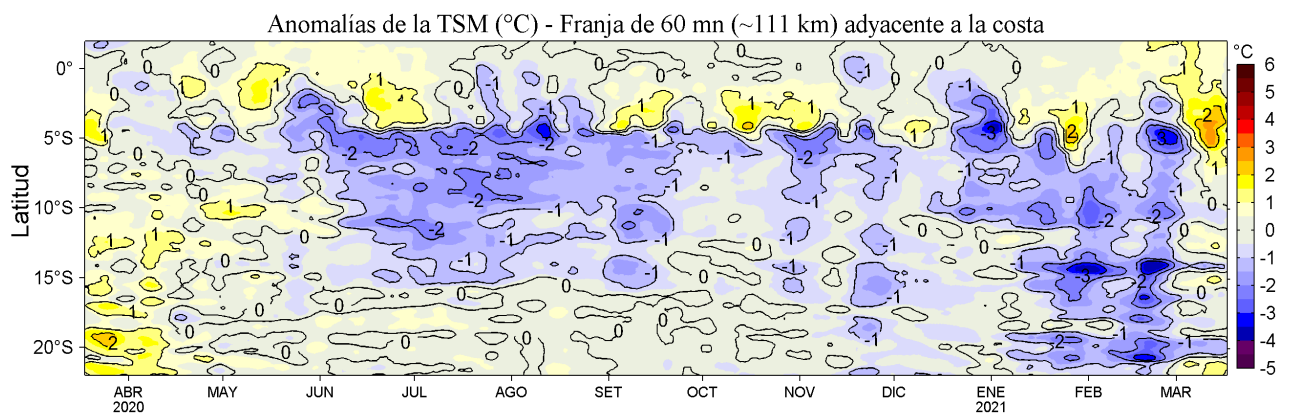 Anomalías de la TSM (°C) - Franja de 60 mn (~111 km) adyacente a la costa
°C
Latitud
0°
5°S
10°S
15°S
20°S
6
5
4
3
2
1
0
-1
-2
-3
-4
-5
ABR MAY JUN JUL AGO SET OCT NOV DIC ENE FEB MAR
2020 2021